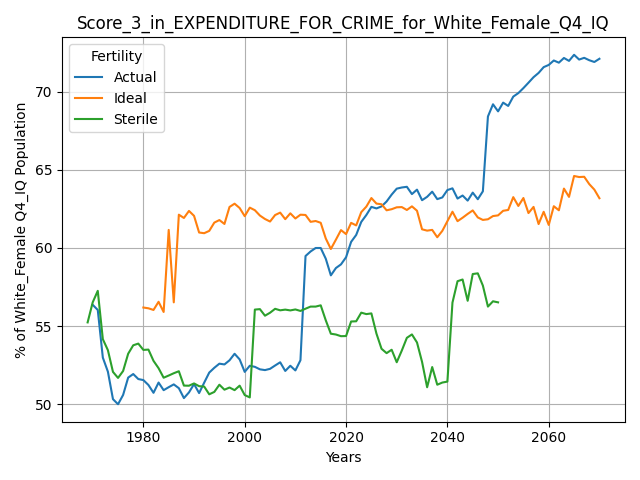 Score_3_in_EXPENDITURE_FOR_CRIME_for_White_Female_Q4_IQ
Fertility
Actual
Ideal
Sterile
% of White_Female Q4_IQ Population
70
65
60
55
50
1980
2000
2020
2040
2060
Years